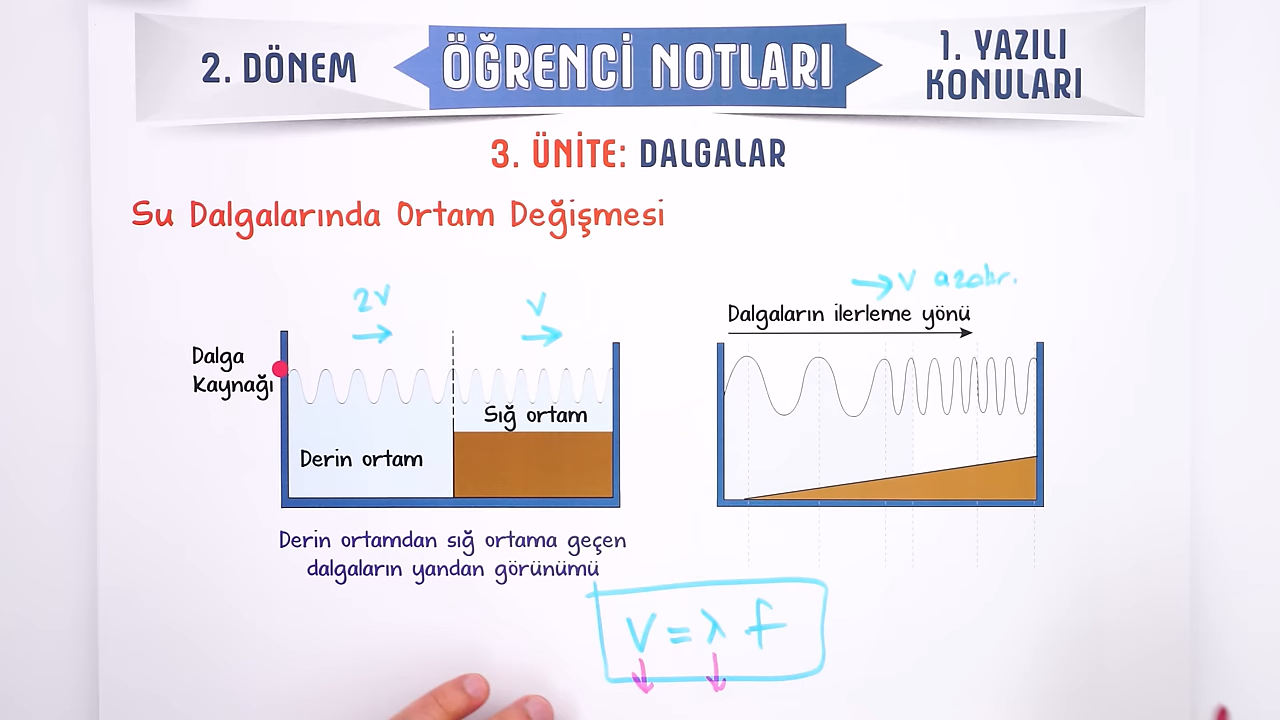 2. DÖNEM
ÖĞRENCİ NOTLARI
1. YAZILI
KONULARI
3. ÜNİTE: DALGALAR
Su Dalgalarında Ortam Değişmesi
2V
V
Dalga
Kaynağı
Sığ ortam
Derin ortam
Derin ortamdan sığ ortama geçen
dalgaların yandan görünümü
V azalır.
Dalgaların ilerleme yönü
V = λ f